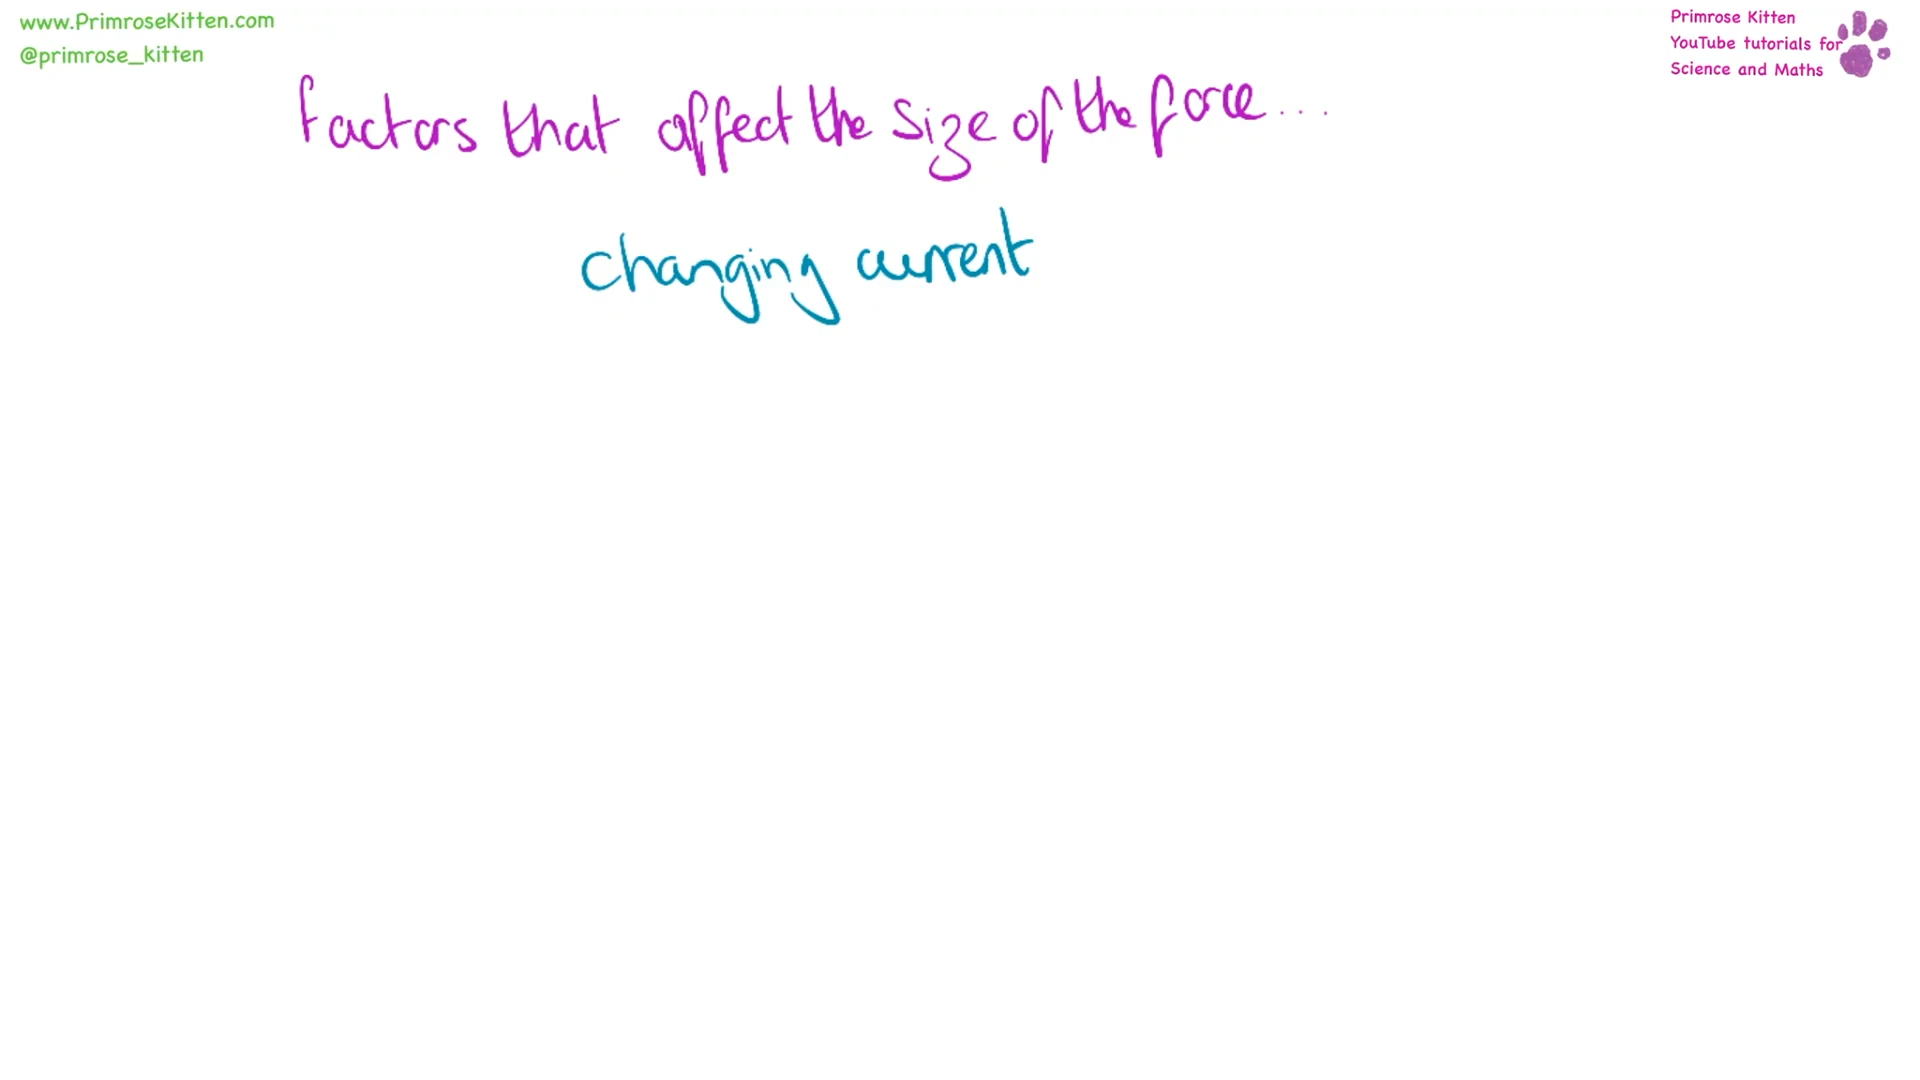 www.PrimroseKitten.com
@primrose_kitten
Primrose Kitten
YouTube tutorials for
Science and Maths
factors that affect the size of the force...
changing current